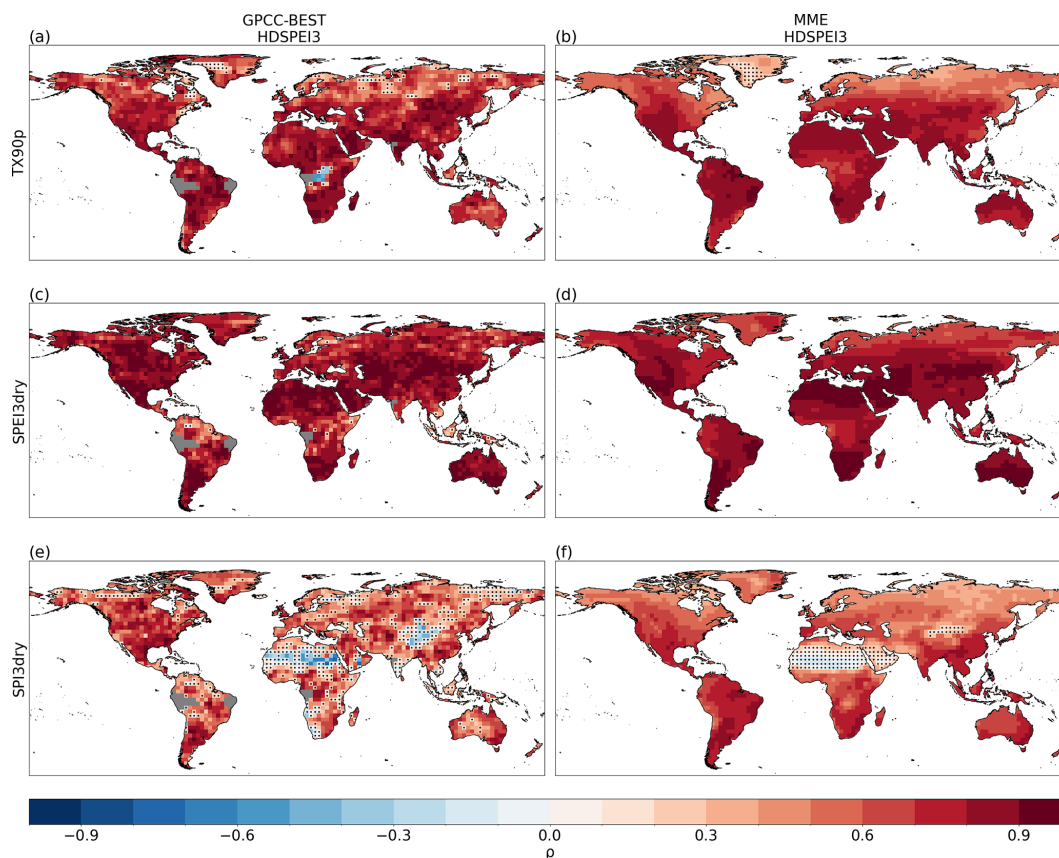 GPCC-BEST
HDSPEI3
MME
HDSPEI3
(a)
(b)
TX90p
(c)
(d)
SPEI3dry
(e)
(f)
SPI3dry
−0.9 −0.6 −0.3 0.0 0.3 0.6 0.9
ρ